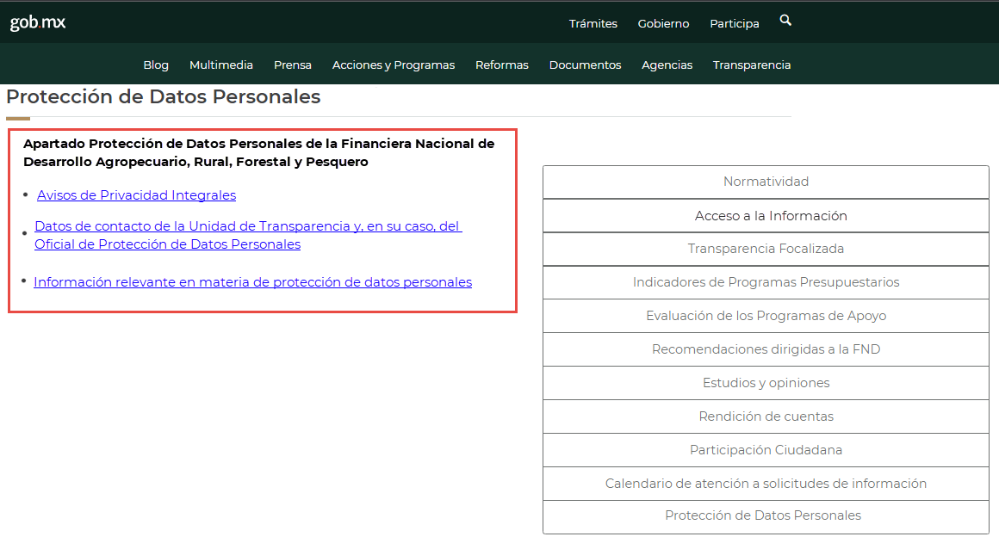 gob.mx
Trámites Gobierno Participa
Blog Multimedia Prensa Acciones y Programas Reformas Documentos Agencias Transparencia
Protección de Datos Personales
Apartado Protección de Datos Personales de la Financiera Nacional de
Desarrollo Agropecuario, Rural, Forestal y Pesquero
• Avisos de Privacidad Integrales
• Datos de contacto de la Unidad de Transparencia y, en su caso, del
Oficial de Protección de Datos Personales
• Información relevante en materia de protección de datos personales
Normatividad
Acceso a la Información
Transparencia Focalizada
Indicadores de Programas Presupuestarios
Evaluación de los Programas de Apoyo
Recomendaciones dirigidas a la FND
Estudios y opiniones
Rendición de cuentas
Participación Ciudadana
Calendario de atención a solicitudes de información
Protección de Datos Personales